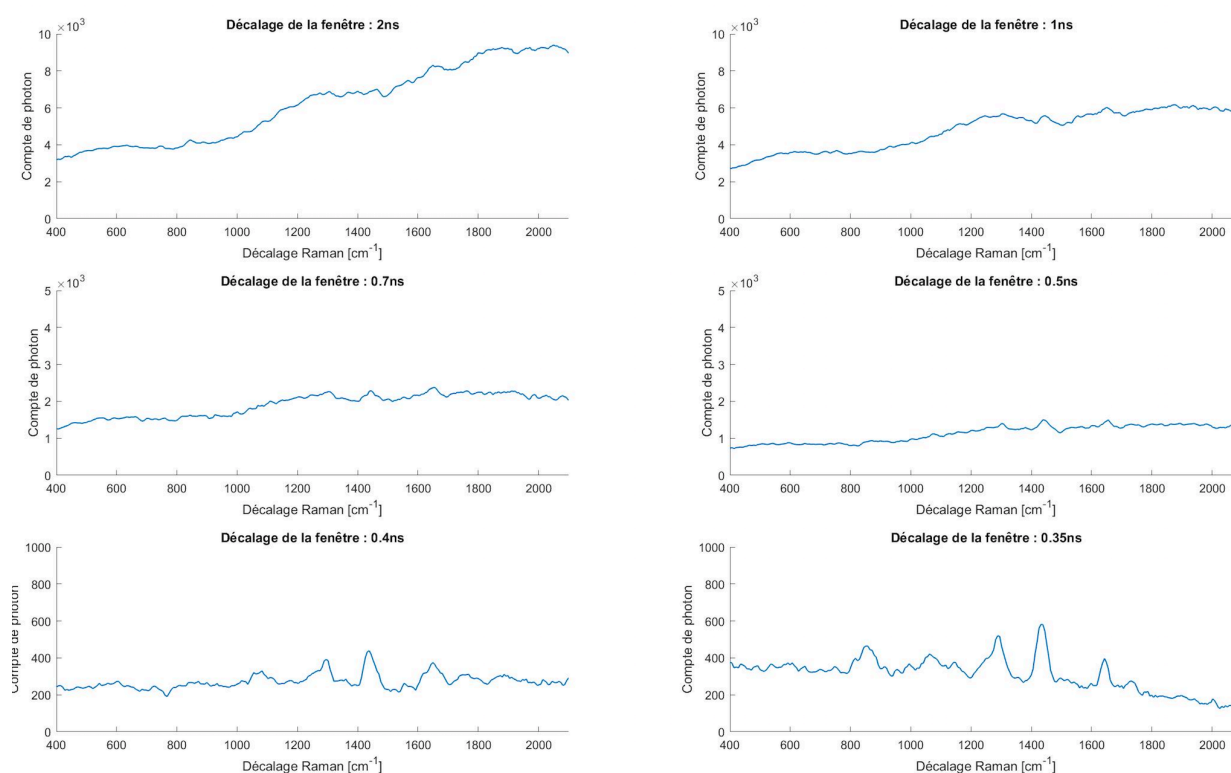 Décalage de la fenêtre : 2ns
×10³
10
8
6
4
2
0
Compte de photon
400 600 800 1000 1200 1400 1600 1800 2000
Décalage Raman [cm⁻¹]
Décalage de la fenêtre : 1ns
×10³
10
8
6
4
2
0
Compte de photon
400 600 800 1000 1200 1400 1600 1800 2000
Décalage Raman [cm⁻¹]
Décalage de la fenêtre : 0.7ns
×10³
5
4
3
2
1
0
Compte de photon
400 600 800 1000 1200 1400 1600 1800 2000
Décalage Raman [cm⁻¹]
Décalage de la fenêtre : 0.5ns
×10³
5
4
3
2
1
0
Compte de photon
400 600 800 1000 1200 1400 1600 1800 2000
Décalage Raman [cm⁻¹]
Décalage de la fenêtre : 0.4ns
1000
800
600
400
200
0
Compte de photon
400 600 800 1000 1200 1400 1600 1800 2000
Décalage Raman [cm⁻¹]
Décalage de la fenêtre : 0.35ns
1000
800
600
400
200
0
Compte de photon
400 600 800 1000 1200 1400 1600 1800 2000
Décalage Raman [cm⁻¹]